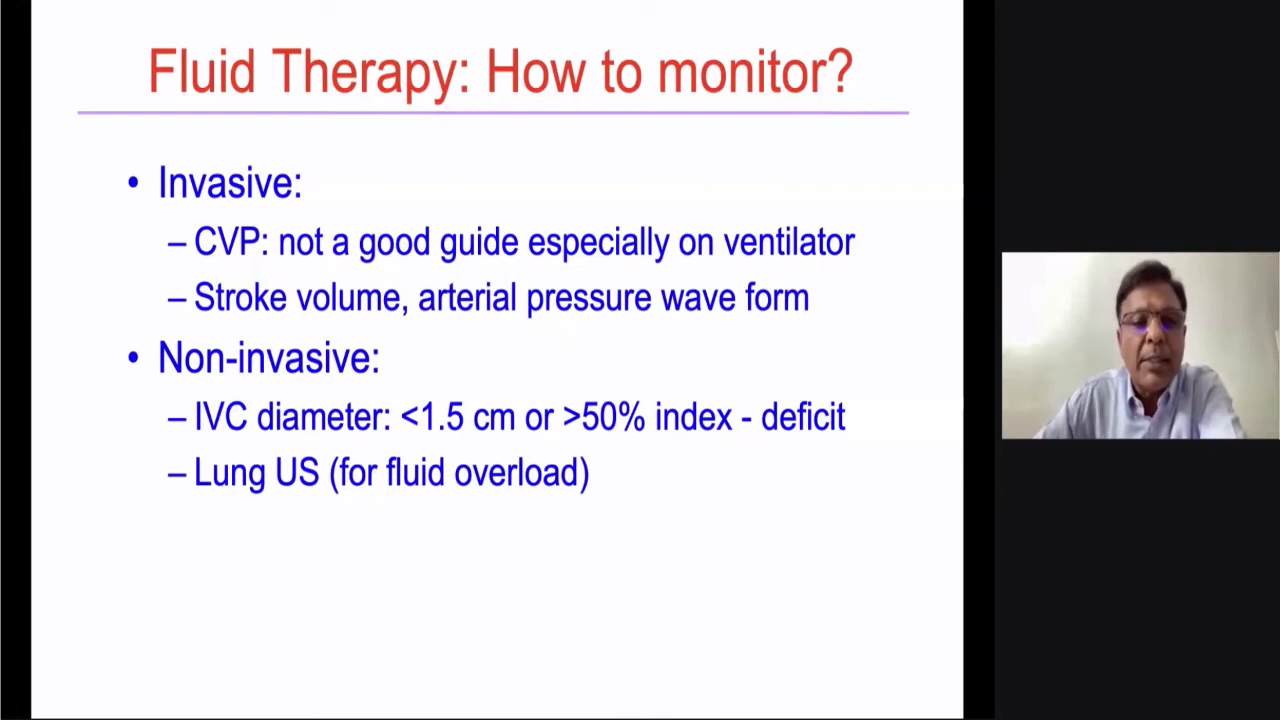 Fluid Therapy: How to monitor?
• Invasive:
– CVP: not a good guide especially on ventilator
– Stroke volume, arterial pressure wave form
• Non-invasive:
– IVC diameter: <1.5 cm or >50% index - deficit
– Lung US (for fluid overload)